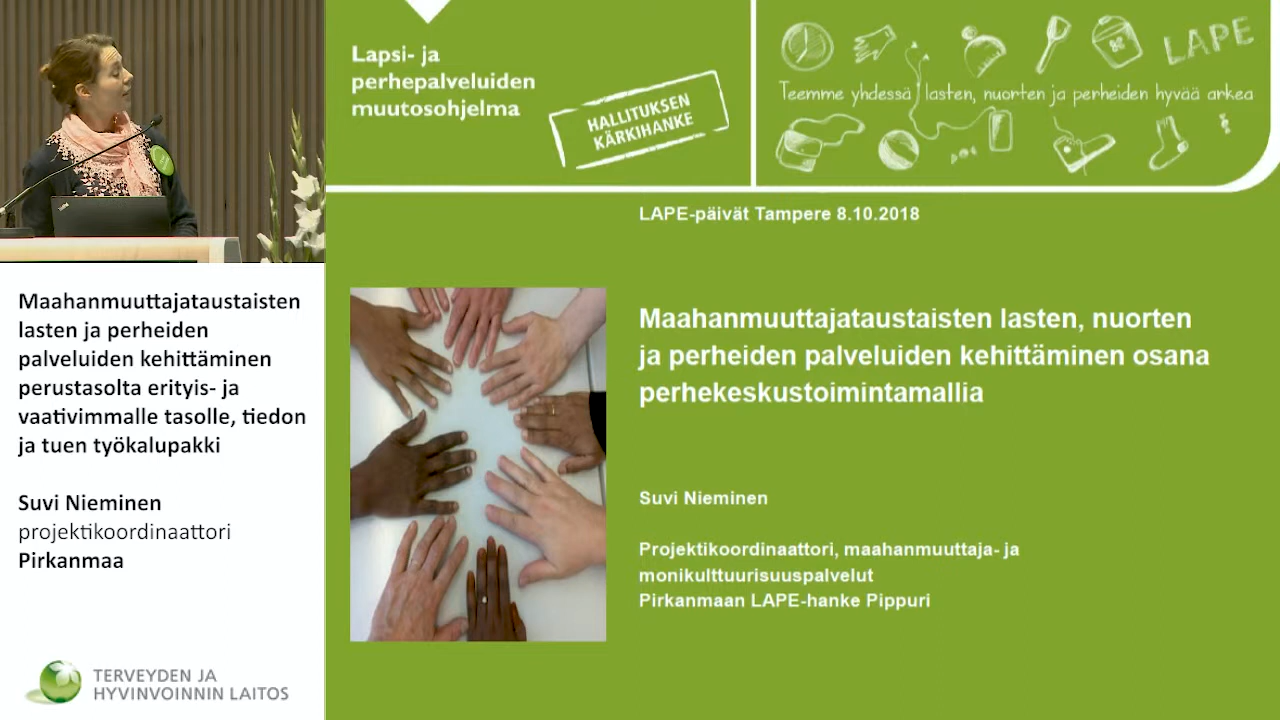 Lapsi- ja
perhepalveluiden
muutosohjelma
HALLITUKSEN
KÄRKIHANKE
LAPE
Teemme yhdessä lasten, nuorten ja perheiden hyvää arkea
LAPE-päivät Tampere 8.10.2018
Maahanmuuttajataustaisten lasten, nuorten
ja perheiden palveluiden kehittäminen osana
perhekeskustoimintamallia
Suvi Nieminen
Projektikoordinaattori, maahanmuuttaja- ja
monikulttuurisuuspalvelut
Pirkanmaan LAPE-hanke Pippuri
Maahanmuuttajataustaisten
lasten ja perheiden
palveluiden kehittäminen
perustasolta erityis- ja
vaativimmalle tasolle, tiedon
ja tuen työkalupakki
Suvi Nieminen
projektikoordinaattori
Pirkanmaa
TERVEYDEN JA
HYVINVOINNIN LAITOS